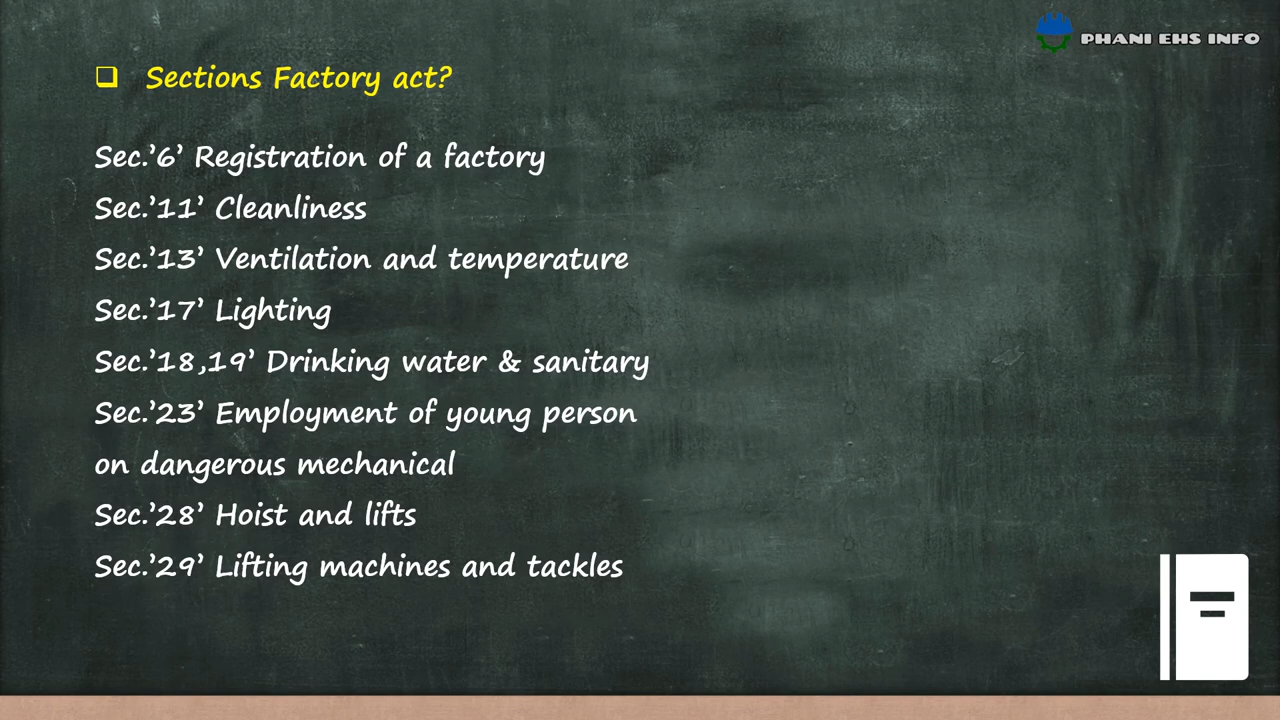 PHANI EHS INFO
❑ Sections Factory act?
Sec.’6’ Registration of a factory
Sec.’11’ Cleanliness
Sec.’13’ Ventilation and temperature
Sec.’17’ Lighting
Sec.’18,19’ Drinking water & sanitary
Sec.’23’ Employment of young person
on dangerous mechanical
Sec.’28’ Hoist and lifts
Sec.’29’ Lifting machines and tackles